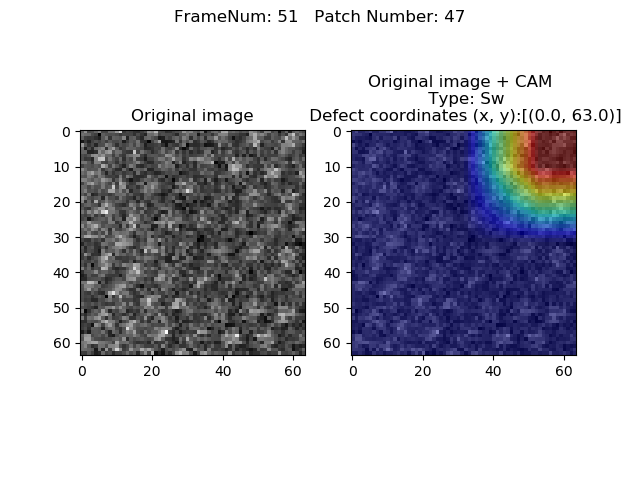 FrameNum: 51   Patch Number: 47
Original image
Original image + CAM
Type: Sw
Defect coordinates (x, y):[(0.0, 63.0)]
0
10
20
30
40
50
60
0 20 40 60
0
10
20
30
40
50
60
0 20 40 60